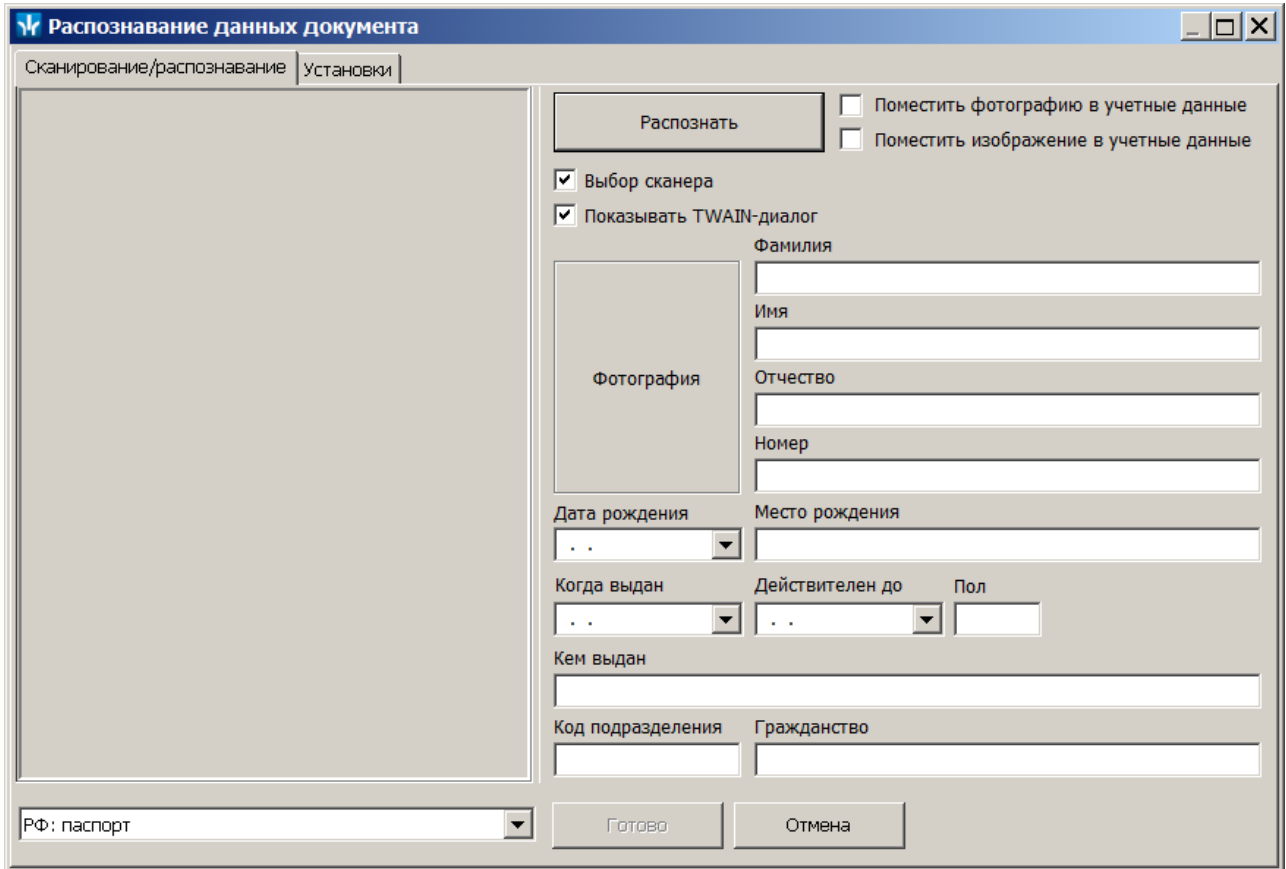 Распознавание данных документа
Сканирование/распознавание Установки
Распознать
Поместить фотографию в учетные данные
Поместить изображение в учетные данные
Выбор сканера
Показывать TWAIN-диалог
Фотография
Фамилия
Имя
Отчество
Номер
Дата рождения Место рождения
. .
Когда выдан Действителен до Пол
. . . .
Кем выдан
Код подразделения Гражданство
РФ: паспорт Готово Отмена